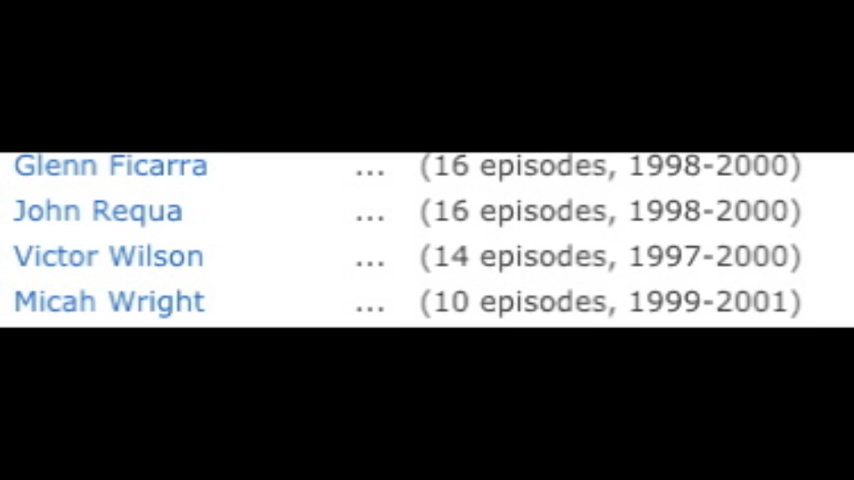 Glenn Ficarra ... (16 episodes, 1998-2000)
John Requa ... (16 episodes, 1998-2000)
Victor Wilson ... (14 episodes, 1997-2000)
Micah Wright ... (10 episodes, 1999-2001)